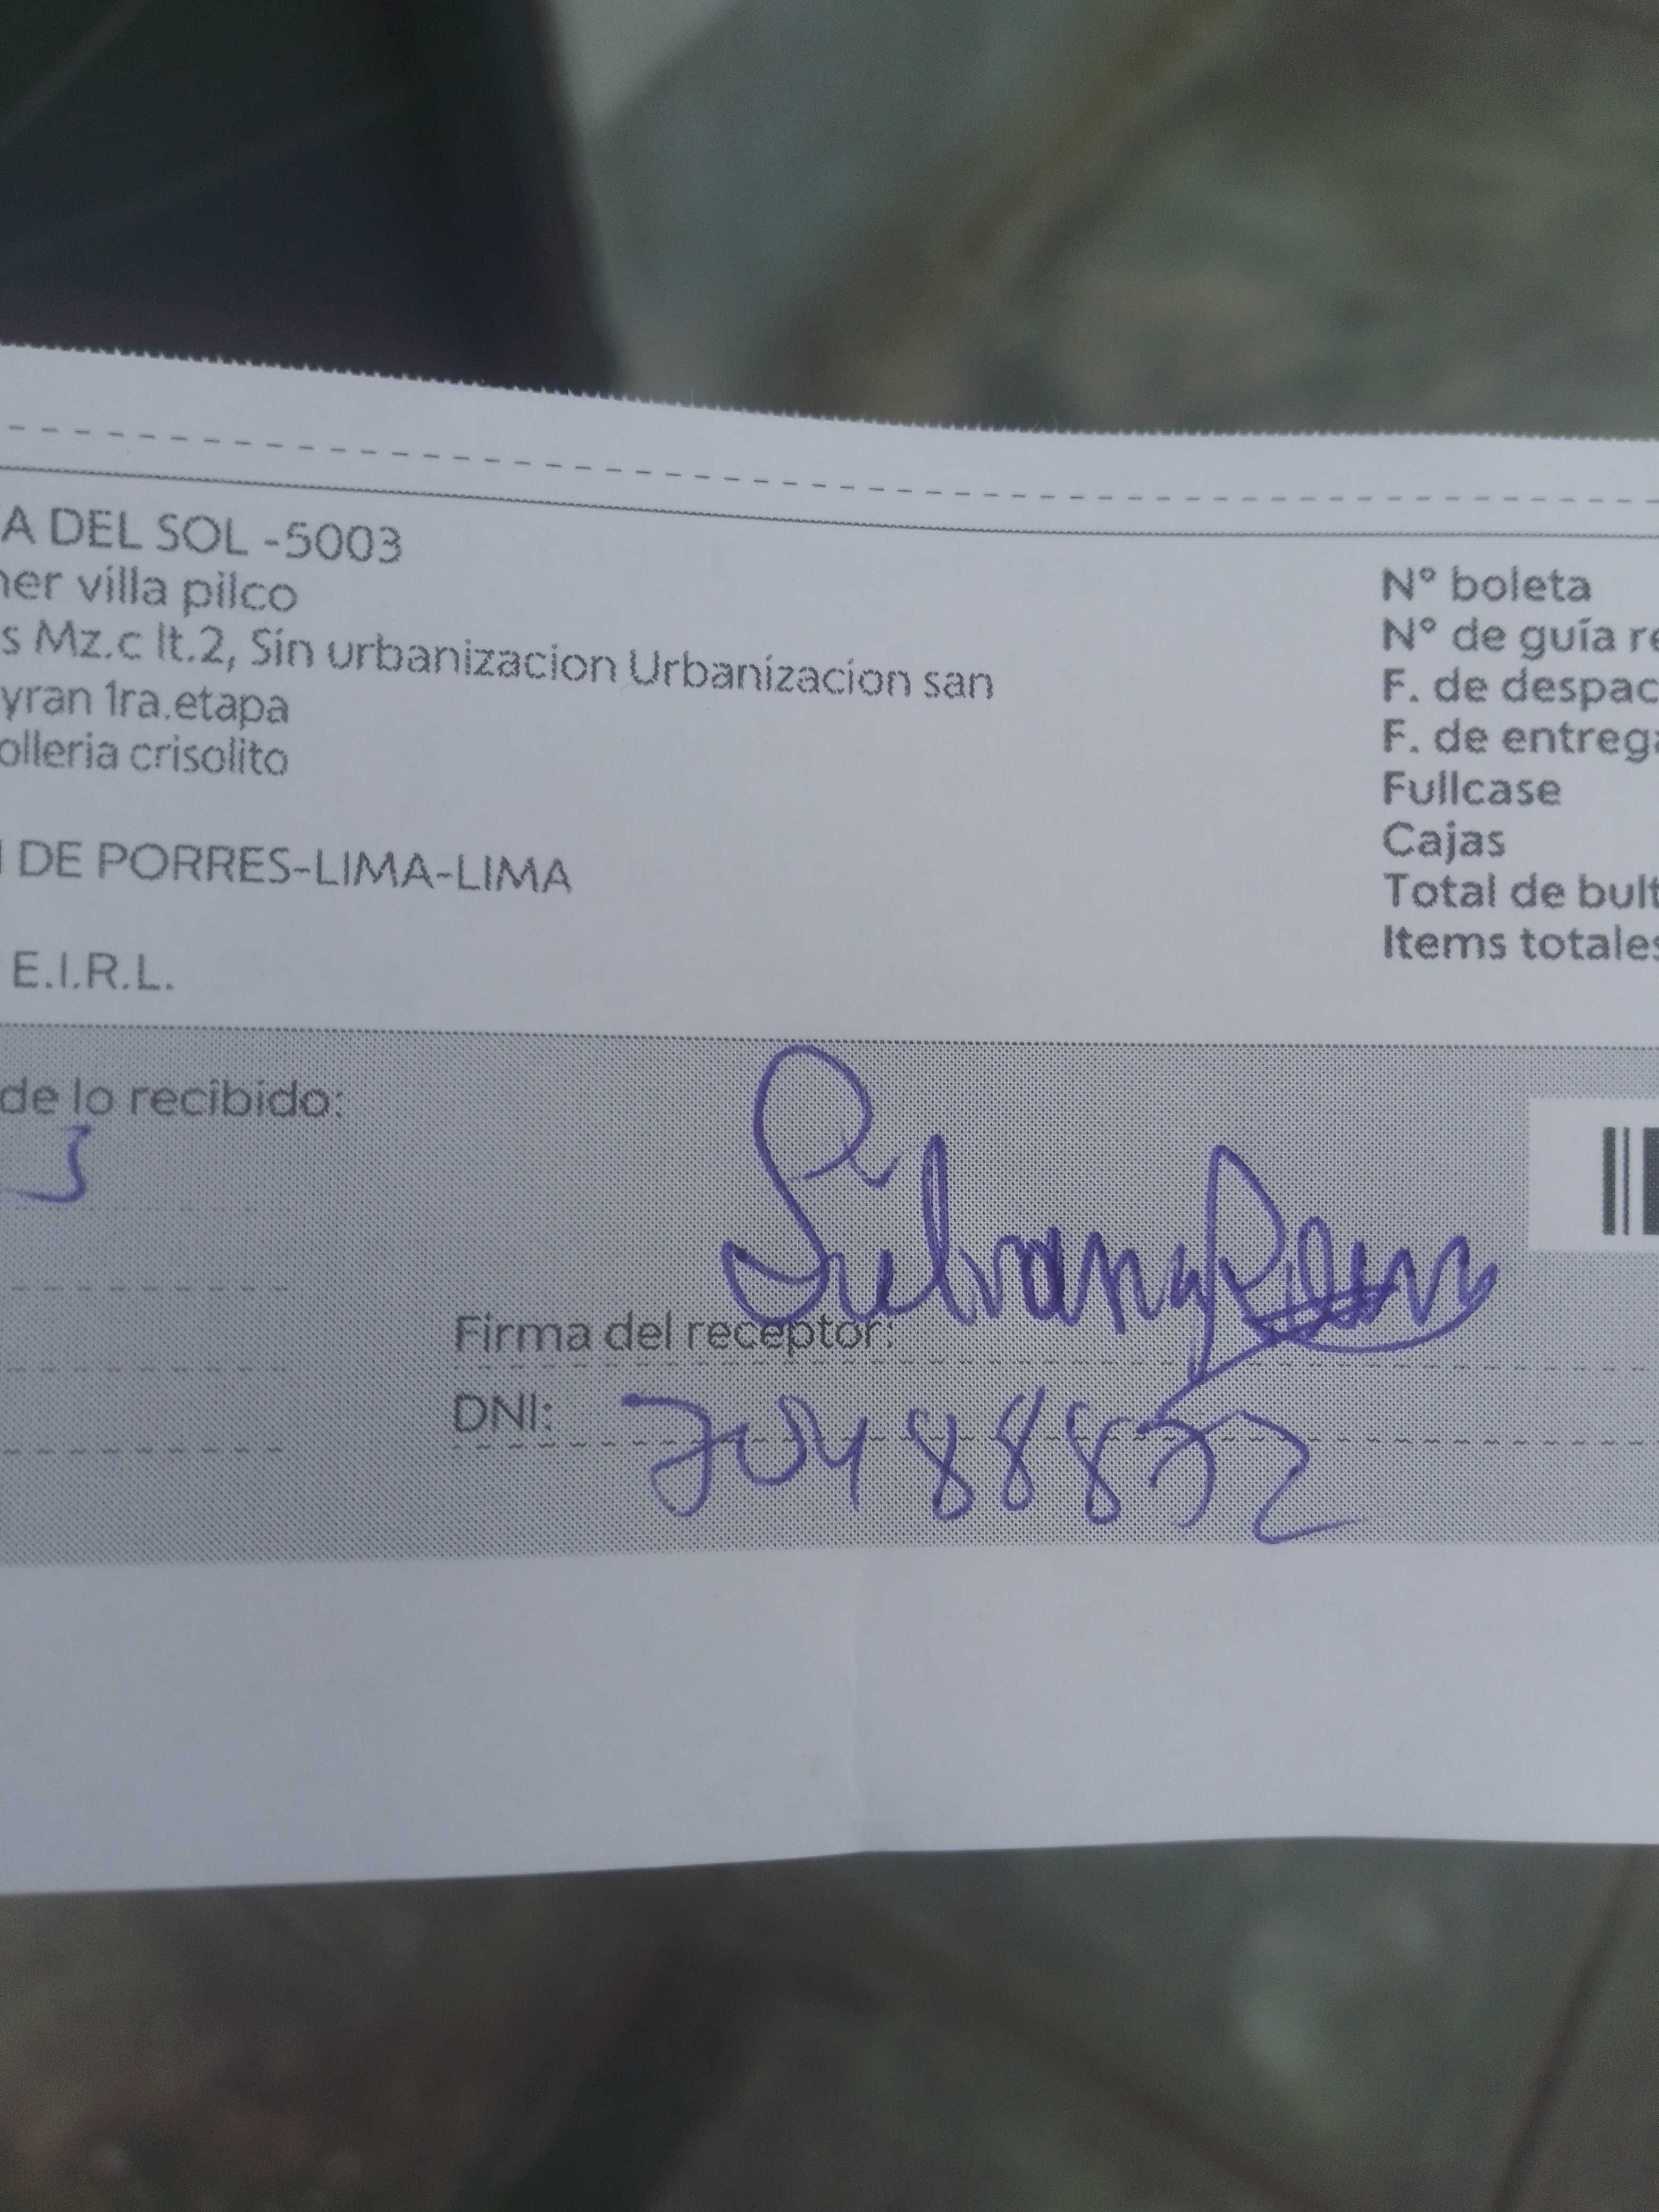 A DEL SOL -5003
ner villa pilco
s Mz.c lt.2, Sin urbanizacion Urbanizacion san
yran 1ra.etapa
olleria crisolito
DE PORRES-LIMA-LIMA
E.I.R.L.
N° boleta
N° de guía re
F. de despac
F. de entrega
Fullcase
Cajas
Total de bult
Items totales
de lo recibido:
Silvana
Firma del receptor:
DNI: 70488852